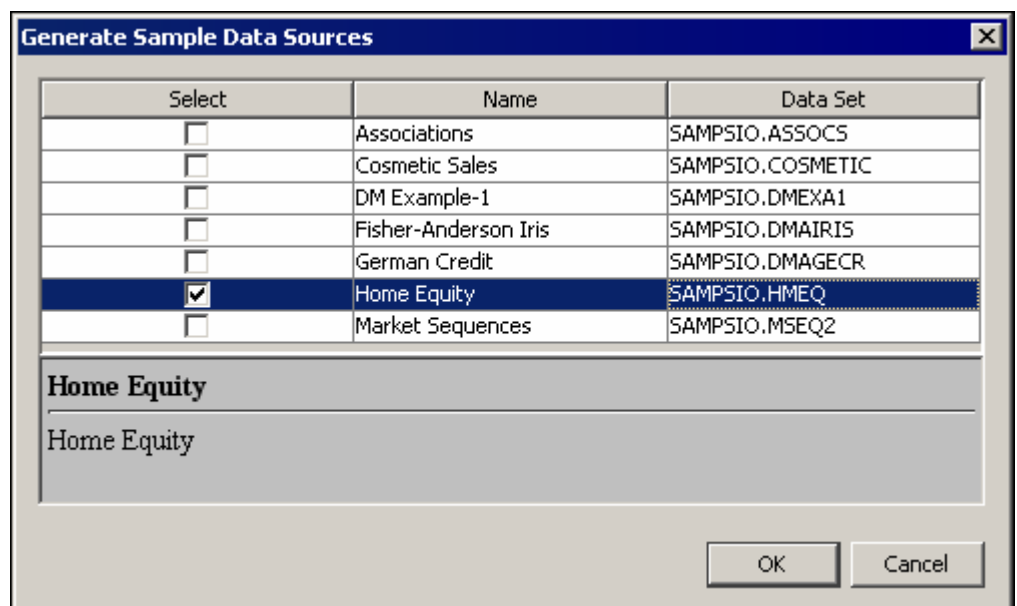 Generate Sample Data Sources
Select Name Data Set
Associations SAMPSIO.ASSOCS
Cosmetic Sales SAMPSIO.COSMETIC
DM Example-1 SAMPSIO.DMEXA1
Fisher-Anderson Iris SAMPSIO.DMAIRIS
German Credit SAMPSIO.DMAGECR
Home Equity SAMPSIO.HMEQ
Market Sequences SAMPSIO.MSEQ2
Home Equity
Home Equity
OK Cancel